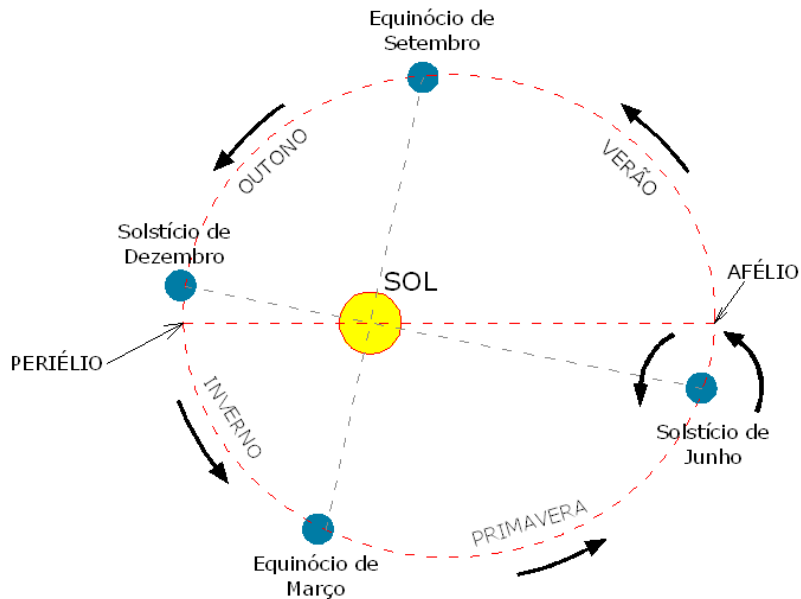 Equinócio de
Setembro
OUTONO
VERÃO
Solstício de
Dezembro
SOL
AFÉLIO
PERIÉLIO
INVERNO
Solstício de
Junho
PRIMAVERA
Equinócio de
Março